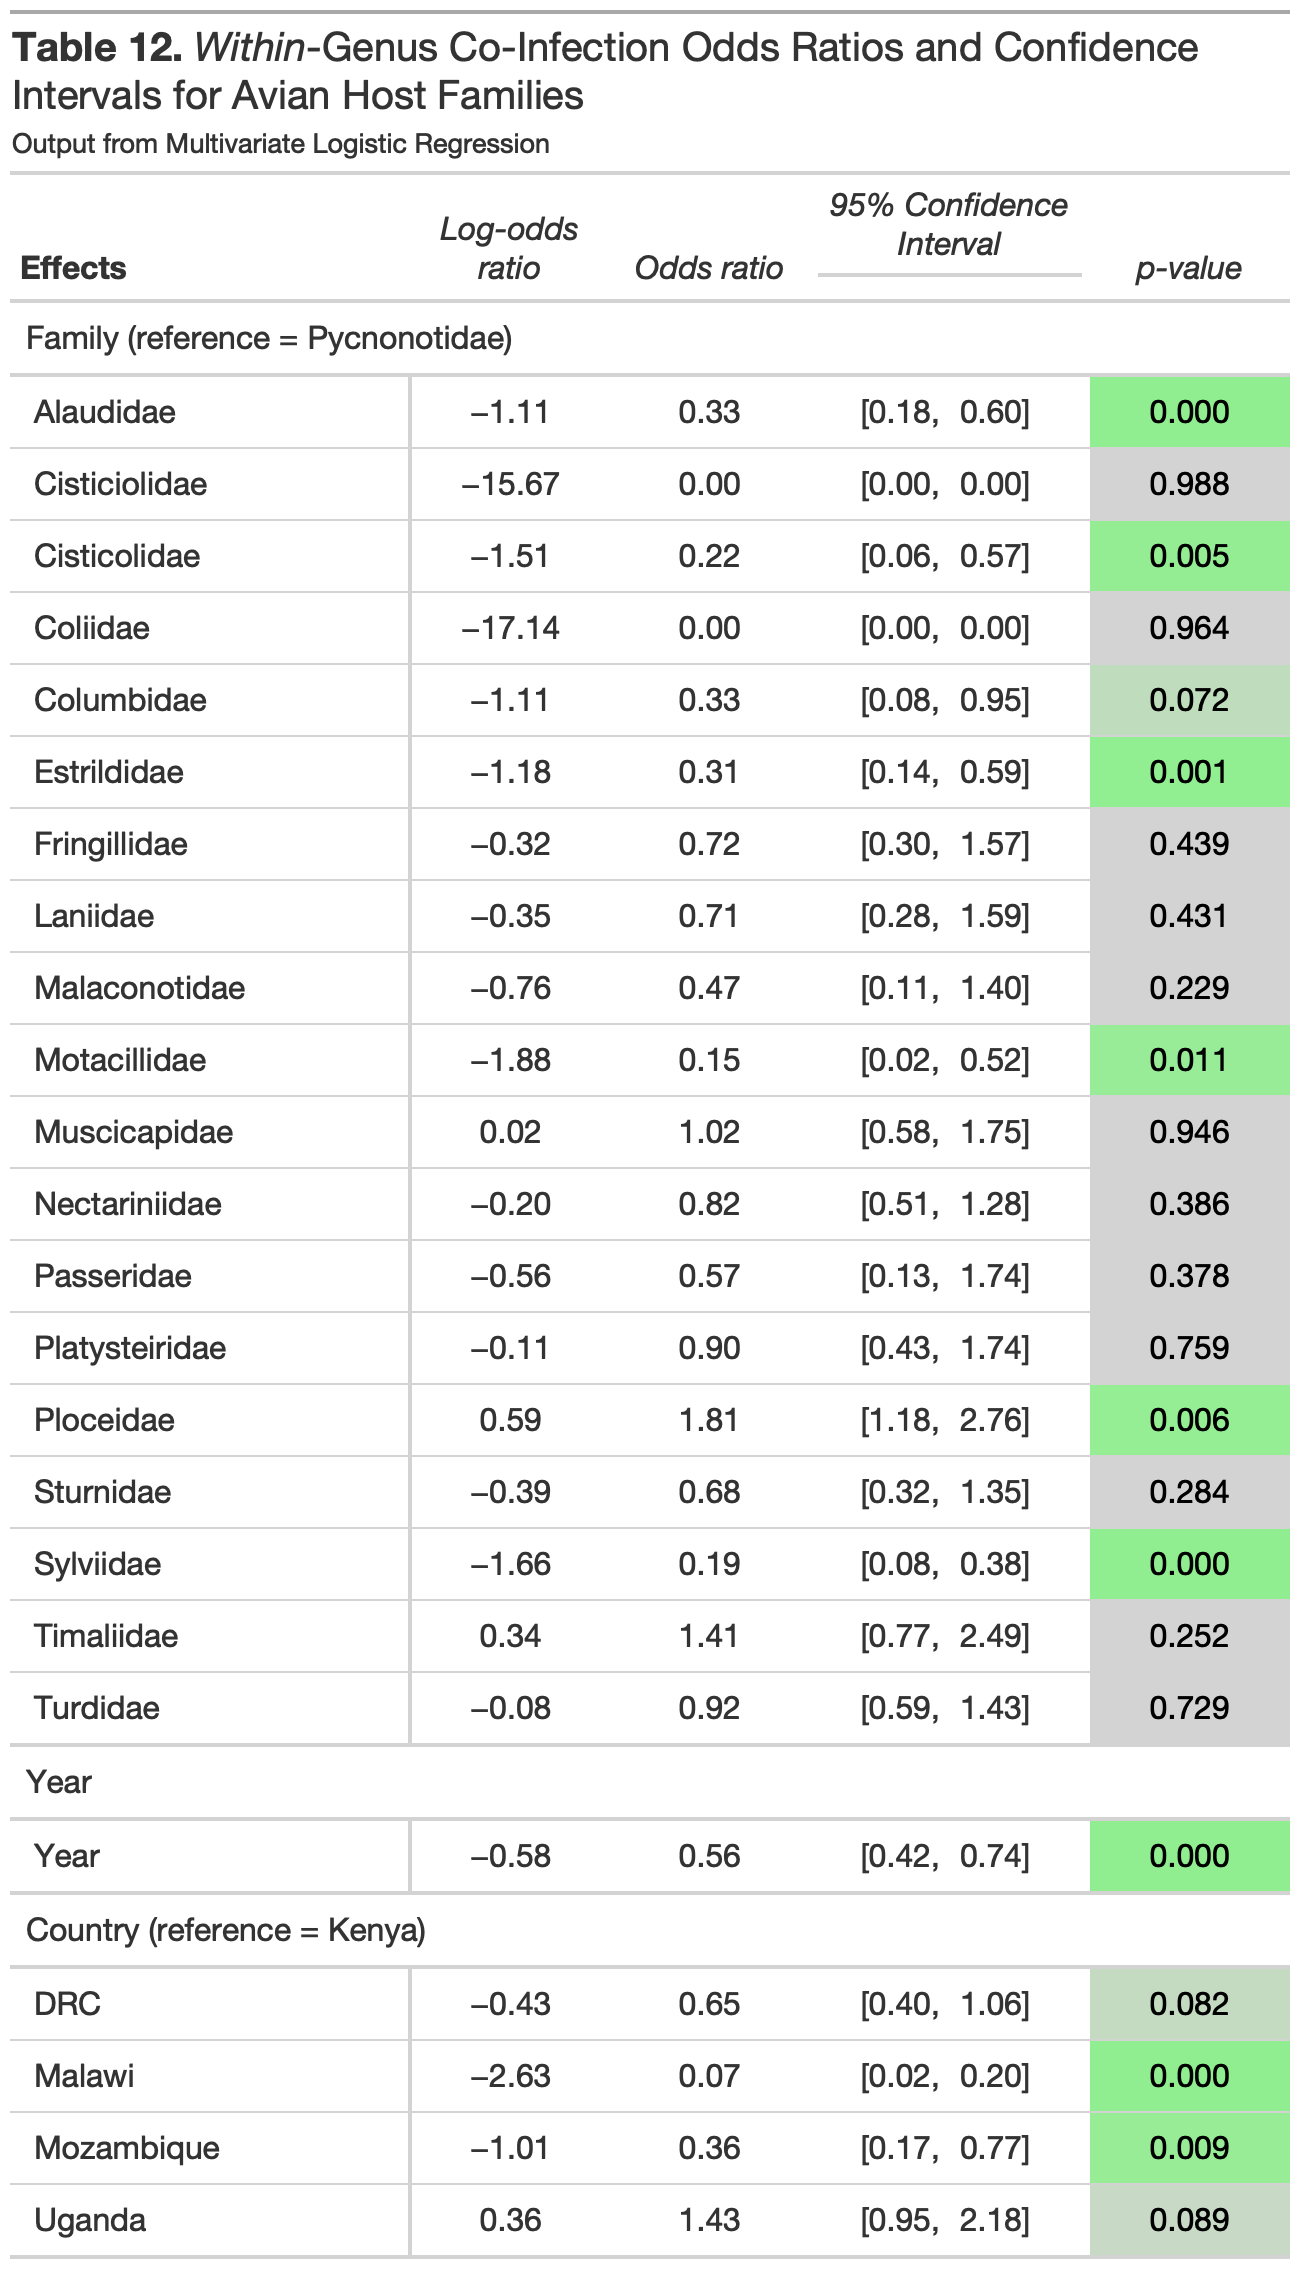 Table 12. Within-Genus Co-Infection Odds Ratios and Confidence
Intervals for Avian Host Families
Output from Multivariate Logistic Regression
Effects Log-odds ratio Odds ratio 95% Confidence Interval p-value
Family (reference = Pycnonotidae)
Alaudidae −1.11 0.33 [0.18, 0.60] 0.000
Cisticiolidae −15.67 0.00 [0.00, 0.00] 0.988
Cisticolidae −1.51 0.22 [0.06, 0.57] 0.005
Coliidae −17.14 0.00 [0.00, 0.00] 0.964
Columbidae −1.11 0.33 [0.08, 0.95] 0.072
Estrildidae −1.18 0.31 [0.14, 0.59] 0.001
Fringillidae −0.32 0.72 [0.30, 1.57] 0.439
Laniidae −0.35 0.71 [0.28, 1.59] 0.431
Malaconotidae −0.76 0.47 [0.11, 1.40] 0.229
Motacillidae −1.88 0.15 [0.02, 0.52] 0.011
Muscicapidae 0.02 1.02 [0.58, 1.75] 0.946
Nectariniidae −0.20 0.82 [0.51, 1.28] 0.386
Passeridae −0.56 0.57 [0.13, 1.74] 0.378
Platysteiridae −0.11 0.90 [0.43, 1.74] 0.759
Ploceidae 0.59 1.81 [1.18, 2.76] 0.006
Sturnidae −0.39 0.68 [0.32, 1.35] 0.284
Sylviidae −1.66 0.19 [0.08, 0.38] 0.000
Timaliidae 0.34 1.41 [0.77, 2.49] 0.252
Turdidae −0.08 0.92 [0.59, 1.43] 0.729
Year
Year −0.58 0.56 [0.42, 0.74] 0.000
Country (reference = Kenya)
DRC −0.43 0.65 [0.40, 1.06] 0.082
Malawi −2.63 0.07 [0.02, 0.20] 0.000
Mozambique −1.01 0.36 [0.17, 0.77] 0.009
Uganda 0.36 1.43 [0.95, 2.18] 0.089